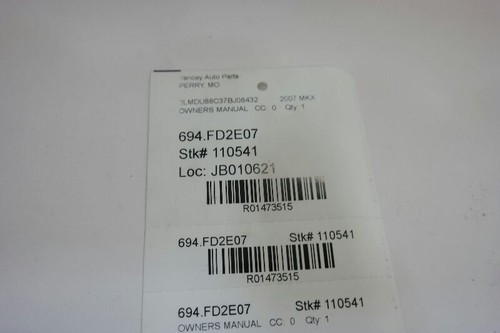 Yancey Auto Parts
PERRY, MO
2007 MKX
OWNERS MANUAL CC: 0 Qty: 1
694.FD2E07
Stk# 110541
Loc: JB010621
R01473515
694.FD2E07 Stk# 110541
R01473515
694.FD2E07 Stk# 110541
OWNERS MANUAL CC: 0 Qty: 1